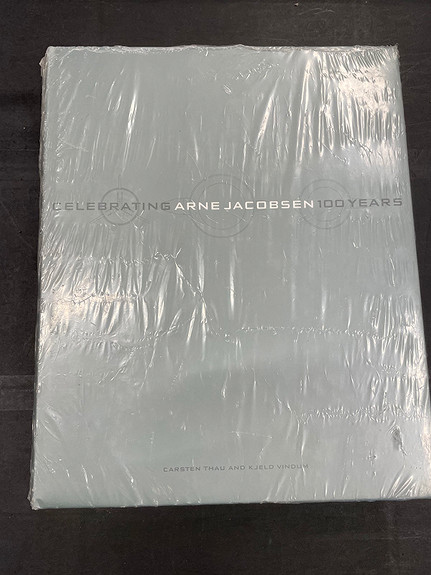 CELEBRATING ARNE JACOBSEN 100 YEARS
CARSTEN THAU AND KJELD VINDUM